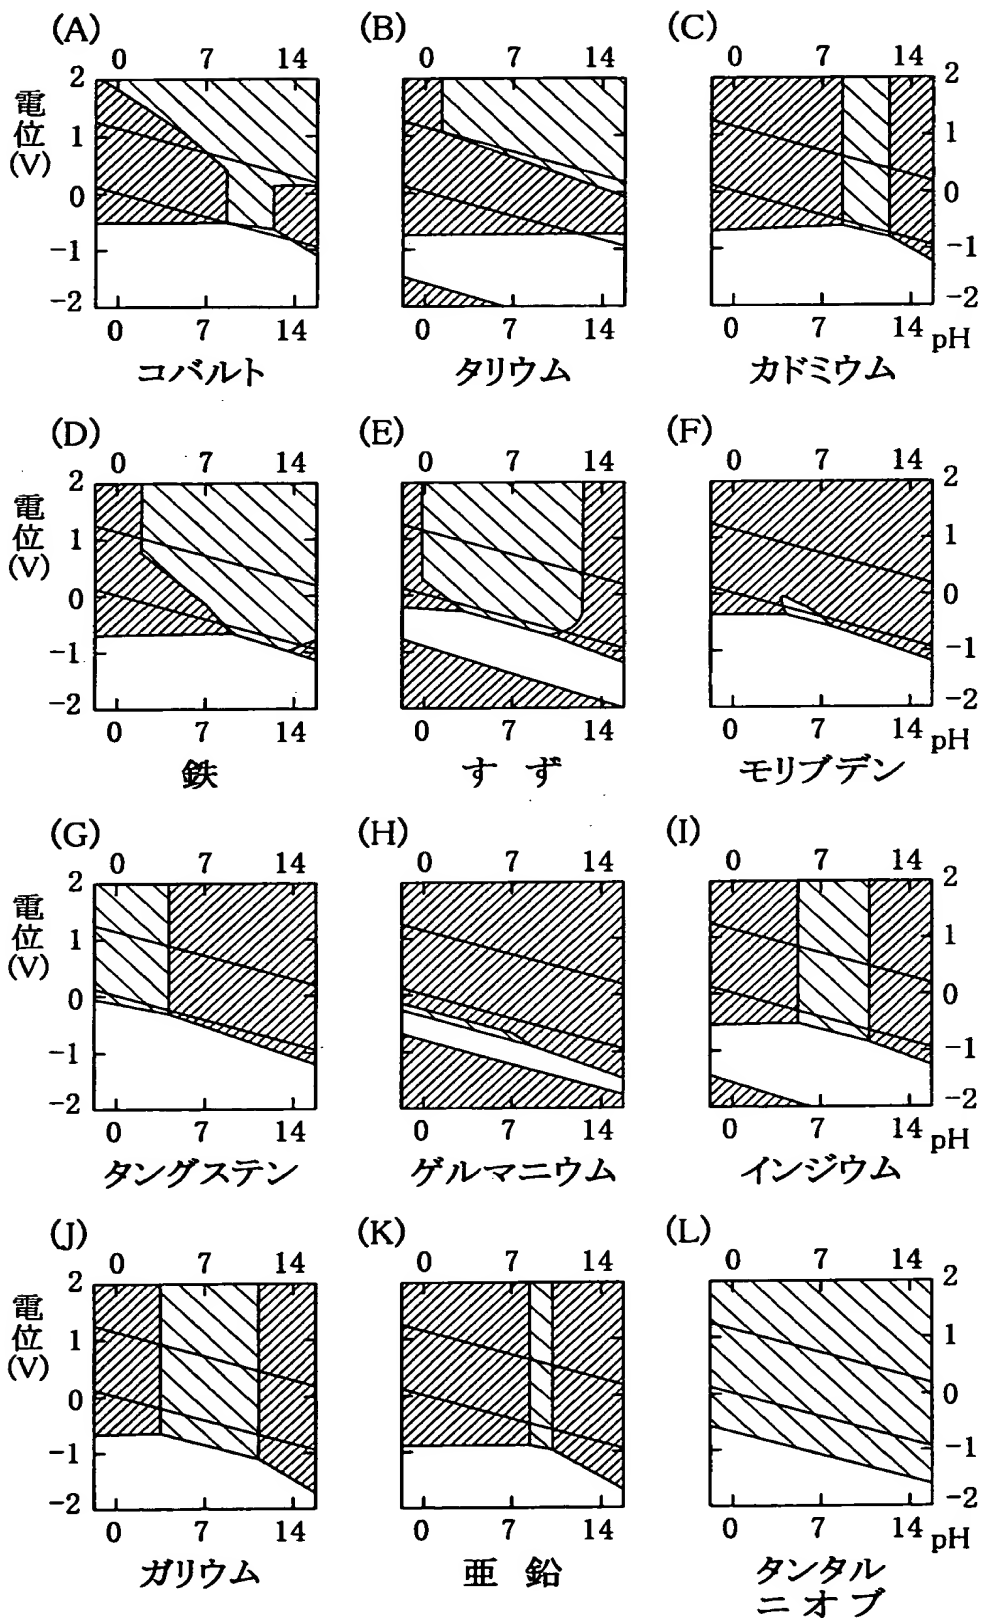 (A) (B) (C)
0 7 14 0 7 14 0 7 14
電位(V)
2 1 0 -1 -2
2 1 0 -1 -2
0 7 14 0 7 14 0 7 14 pH
コバルト タリウム カドミウム
(D) (E) (F)
0 7 14 0 7 14 0 7 14
電位(V)
2 1 0 -1 -2
2 1 0 -1 -2
0 7 14 0 7 14 0 7 14 pH
鉄 すず モリブデン
(G) (H) (I)
0 7 14 0 7 14 0 7 14
電位(V)
2 1 0 -1 -2
2 1 0 -1 -2
0 7 14 0 7 14 0 7 14 pH
タングステン ゲルマニウム インジウム
(J) (K) (L)
0 7 14 0 7 14 0 7 14
電位(V)
2 1 0 -1 -2
2 1 0 -1 -2
0 7 14 0 7 14 0 7 14 pH
ガリウム 亜鉛 タンタル
ニオブ